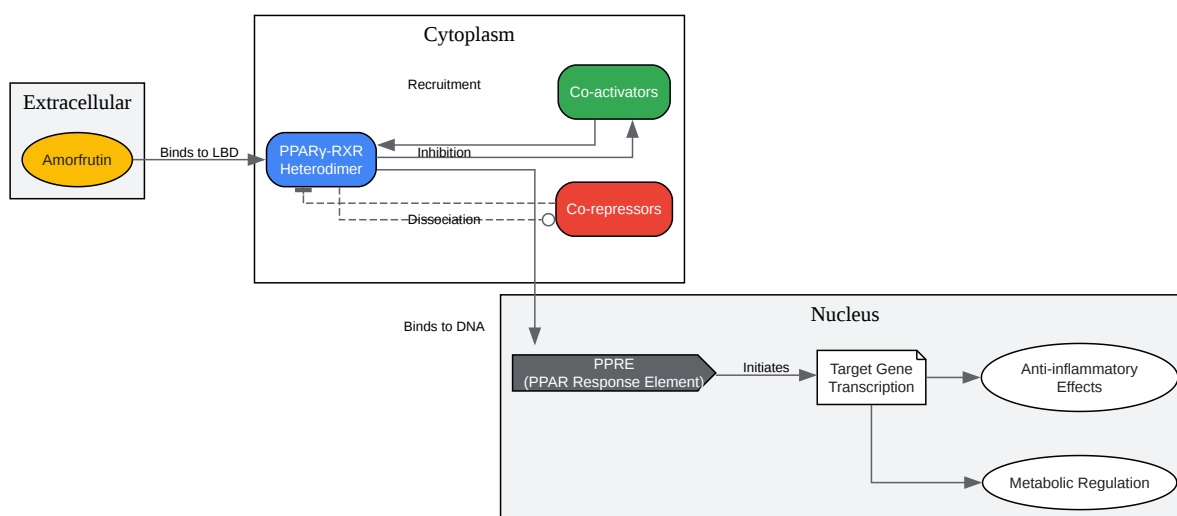 Extracellular
Amorfrutin
Binds to LBD
Cytoplasm
Recruitment
Co-activators
PPARγ-RXR
Heterodimer
Inhibition
Co-repressors
Dissociation
Binds to DNA
Nucleus
PPRE
(PPAR Response Element)
Initiates
Target Gene
Transcription
Anti-inflammatory
Effects
Metabolic Regulation